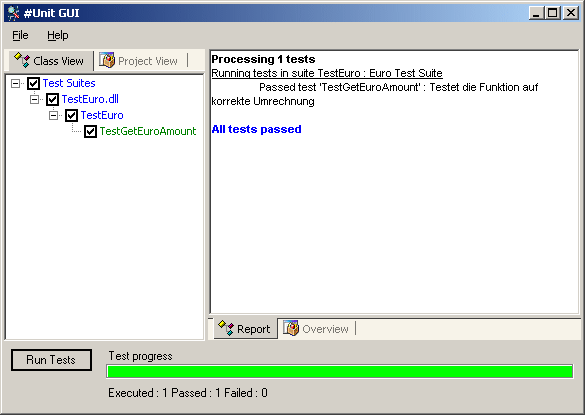 #Unit GUI
File Help
Class View Project View
Test Suites
TestEuro.dll
TestEuro
TestGetEuroAmount
Processing 1 tests
Running tests in suite TestEuro : Euro Test Suite
Passed test 'TestGetEuroAmount' : Testet die Funktion auf
korrekte Umrechnung
All tests passed
Report Overview
Run Tests
Test progress
Executed : 1 Passed : 1 Failed : 0